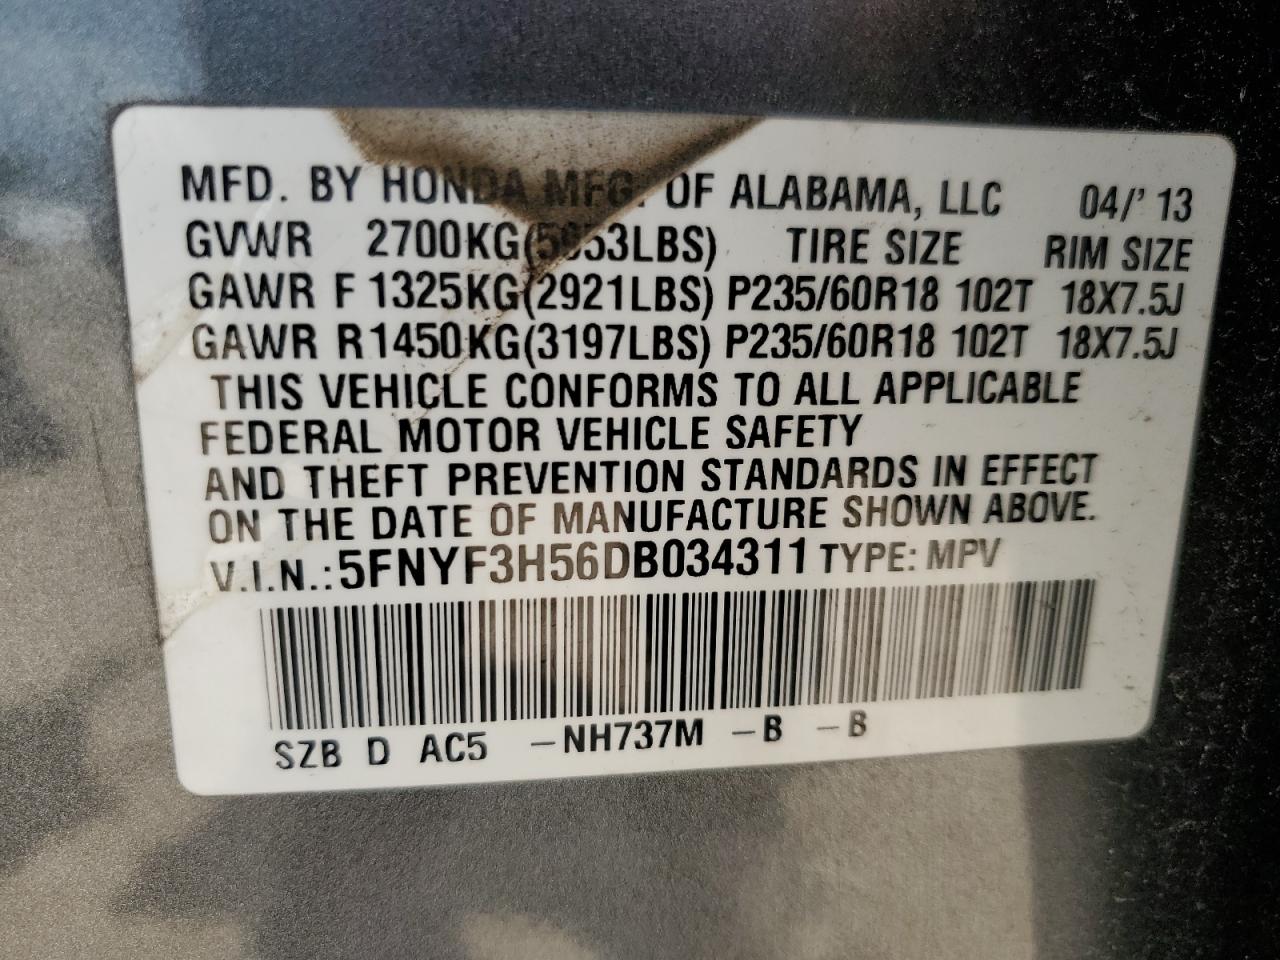 MFD. BY HONDA MFG. OF ALABAMA, LLC 04/' 13
GVWR 2700KG(5953LBS) TIRE SIZE RIM SIZE
GAWR F 1325KG(2921LBS) P235/60R18 102T 18X7.5J
GAWR R1450KG(3197LBS) P235/60R18 102T 18X7.5J
THIS VEHICLE CONFORMS TO ALL APPLICABLE
FEDERAL MOTOR VEHICLE SAFETY
AND THEFT PREVENTION STANDARDS IN EFFECT
ON THE DATE OF MANUFACTURE SHOWN ABOVE.
V.I.N.:5FNYF3H56DB034311 TYPE: MPV
SZB D AC5 –NH737M –B –B